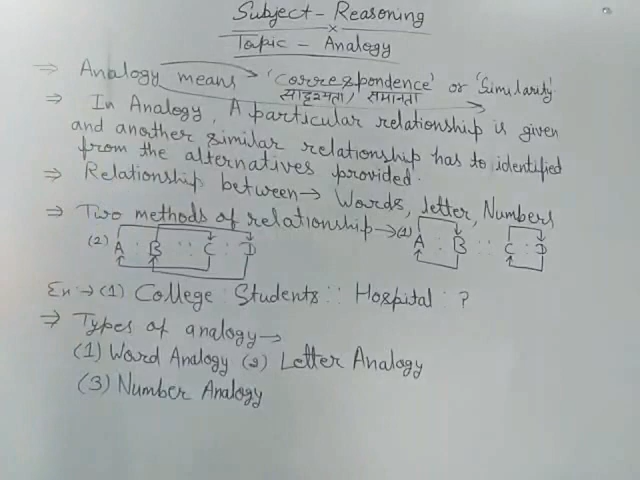 Subject - Reasoning
×
Topic - Analogy
⇒ Analogy means 'correspondence' or 'Similarity'
सादृश्यता / समानता
⇒ In Analogy, A particular relationship is given
and another similar relationship has to identified
from the alternatives provided.
⇒ Relationship between → Words, letter, Numbers
⇒ Two methods of relationship → (1) A : B :: C : D
(2) A : B :: C : D
Ex → (1) College : Students :: Hospital : ?
⇒ Types of analogy →
(1) Word Analogy (2) Letter Analogy
(3) Number Analogy